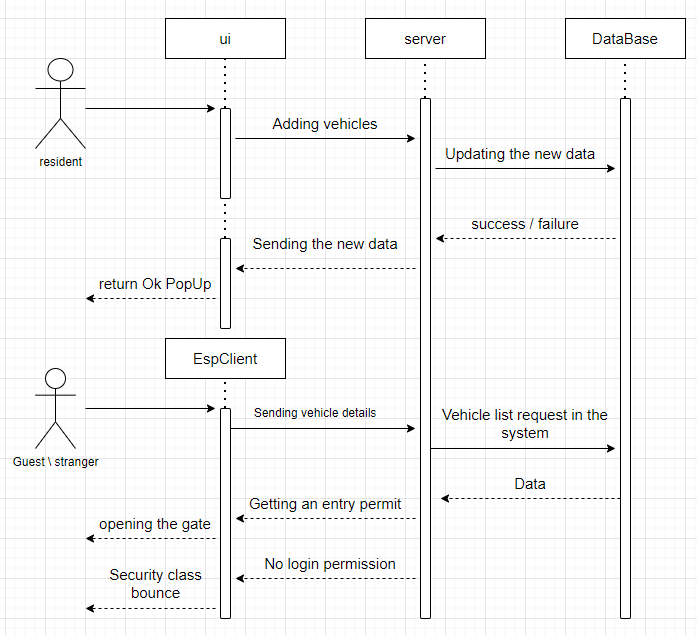 ui
server
DataBase
resident
Adding vehicles
Updating the new data
success / failure
Sending the new data
return Ok PopUp
EspClient
Guest \ stranger
Sending vehicle details
Vehicle list request in the
system
Data
Getting an entry permit
opening the gate
No login permission
Security class
bounce